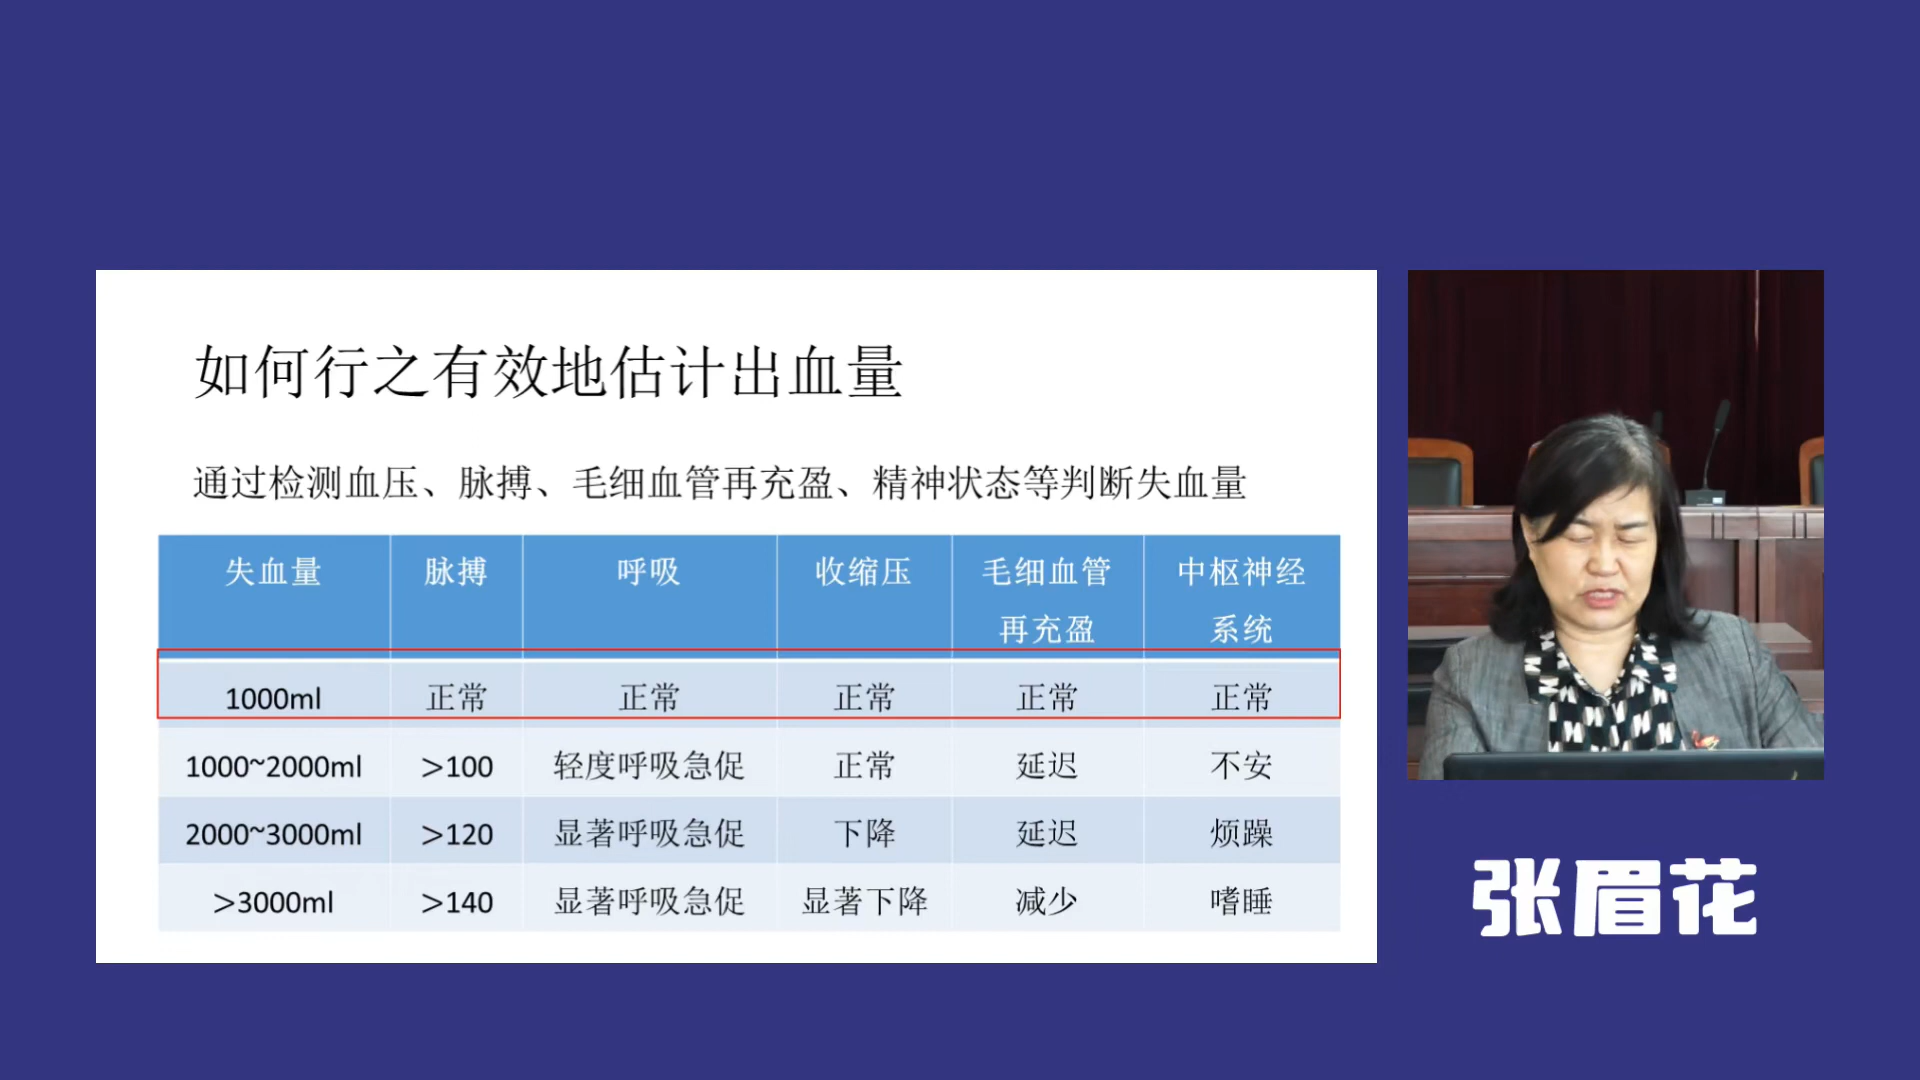 如何行之有效地估计出血量
通过检测血压、脉搏、毛细血管再充盈、精神状态等判断失血量
失血量 脉搏 呼吸 收缩压 毛细血管再充盈 中枢神经系统
1000ml 正常 正常 正常 正常 正常
1000~2000ml >100 轻度呼吸急促 正常 延迟 不安
2000~3000ml >120 显著呼吸急促 下降 延迟 烦躁
>3000ml >140 显著呼吸急促 显著下降 减少 嗜睡
张眉花